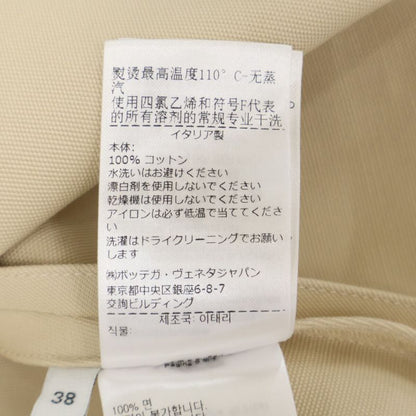 熨烫最高温度110° C-无蒸
汽
使用四氯乙烯和符号F代表
的所有溶剂的常规专业干洗
イタリア製
本体:
100% コットン
水洗いはお避けください
漂白剤を使用しないでください
乾燥機は使用しないでください
アイロンは必ず低温で当ててください
洗濯はドライクリーニングでお願い
します
㈱ボッテガ・ヴェネタジャパン
東京都中央区銀座6-8-7
交詢ビルディング
제조국: 이태리
직물:
100% 면
38